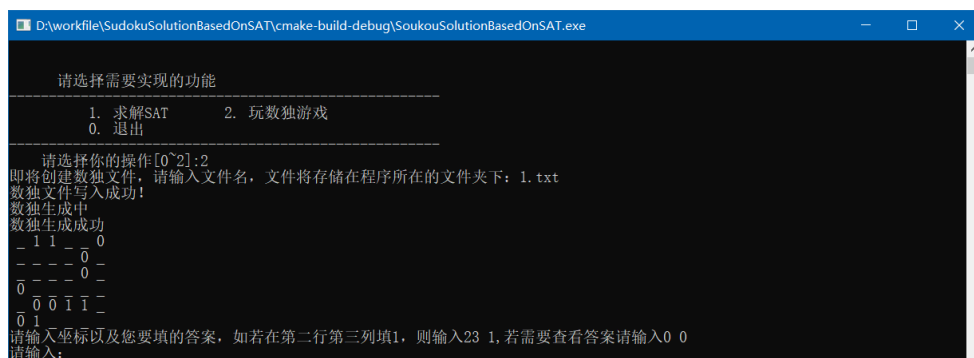 D:\workfile\SudokuSolutionBasedOnSAT\cmake-build-debug\SoukouSolutionBasedOnSAT.exe
请选择需要实现的功能
-------------------------------------------------------
1. 求解SAT 2. 玩数独游戏
0. 退出
-------------------------------------------------------
请选择你的操作[0~2]:2
即将创建数独文件，请输入文件名，文件将存储在程序所在的文件夹下：1.txt
数独文件写入成功!
数独生成中
数独生成成功
_ 1 1 _ _ 0
_ _ _ _ 0 _
_ _ _ _ 0 _
0 _ _ _ _ _
_ 0 0 1 1 _
0 1 _ _ _ _
请输入坐标以及您要填的答案，如若在第二行第三列填1，则输入23 1,若需要查看答案请输入0 0
请输入: